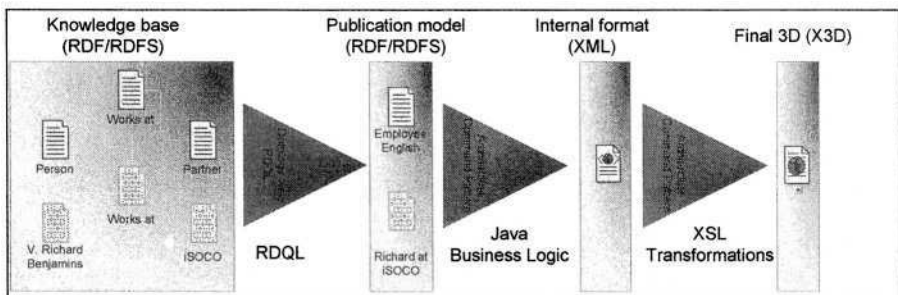 Knowledge base
(RDF/RDFS)
Publication model
(RDF/RDFS)
Internal format
(XML)
Final 3D (X3D)
Works at
Person
Partner
Works at
V. Richard
Benjamins
iSOCO
RDQL
Employee
English
Richard at
iSOCO
Java
Business Logic
XSL
Transformations